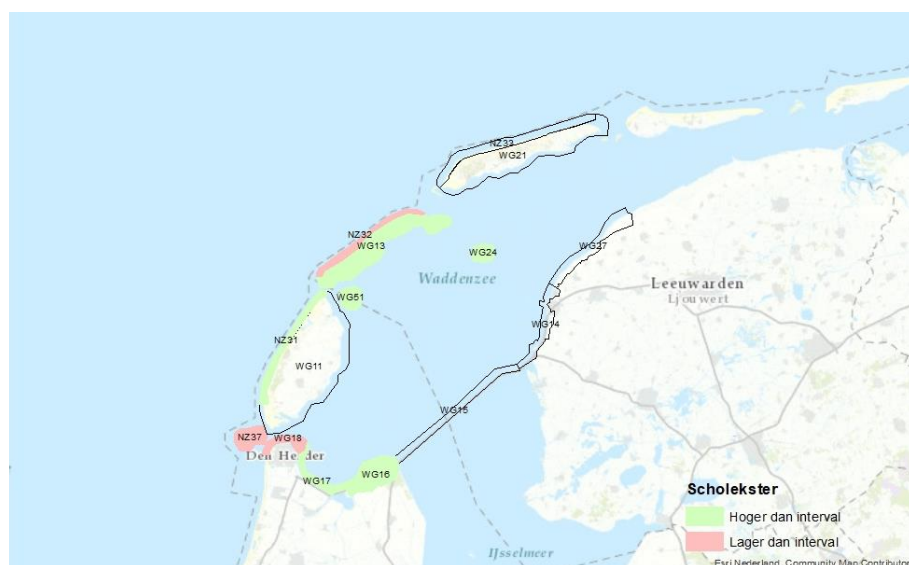 NZ33
WG21
NZ32
WG13
WG27
WG24
Waddenzee
Leeuwarden
Ljouwert
WG51
WG14
NZ31
WG11
WG15
NZ37
WG18
Den Helder
WG16
WG17
Scholekster
Hoger dan interval
Lager dan interval
IJsselmeer
Esri Nederland, Community Map Contributor